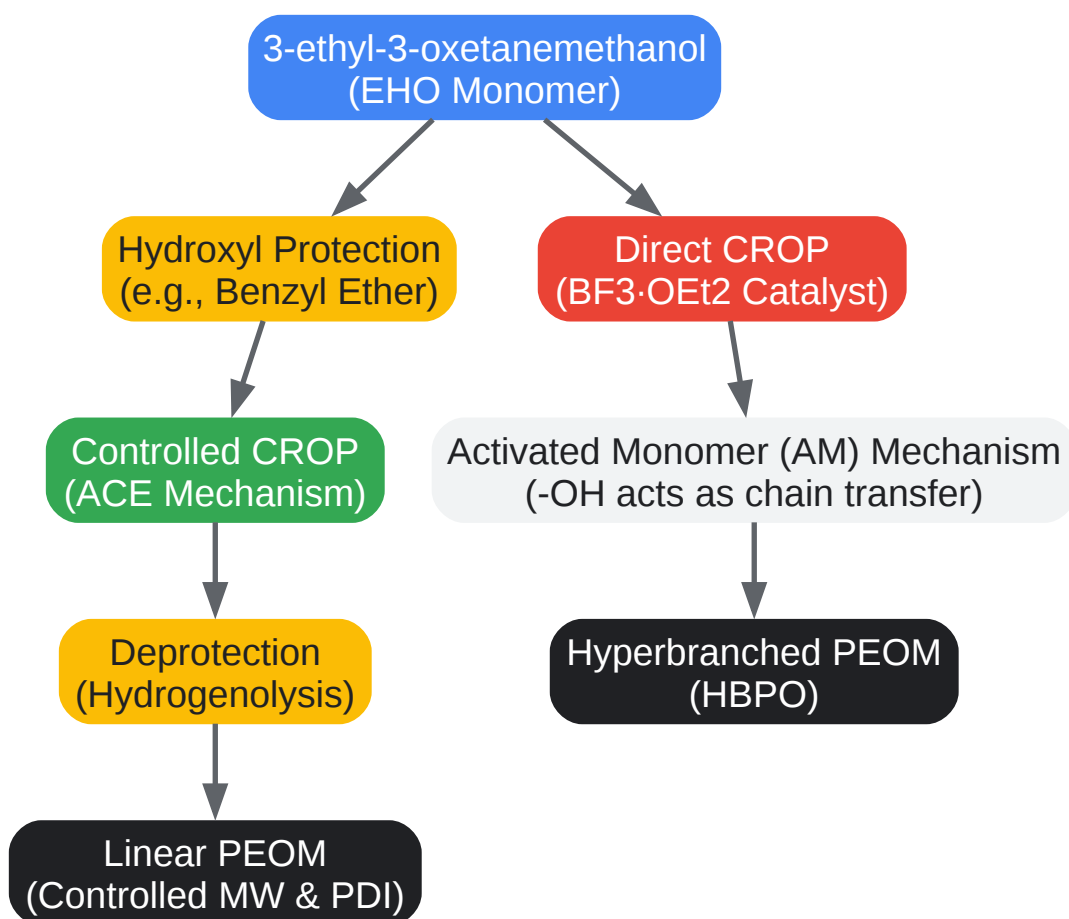 3-ethyl-3-oxetanemethanol
(EHO Monomer)
Hydroxyl Protection
(e.g., Benzyl Ether)
Direct CROP
(BF3·OEt2 Catalyst)
Controlled CROP
(ACE Mechanism)
Activated Monomer (AM) Mechanism
(-OH acts as chain transfer)
Deprotection
(Hydrogenolysis)
Hyperbranched PEOM
(HBPO)
Linear PEOM
(Controlled MW & PDI)